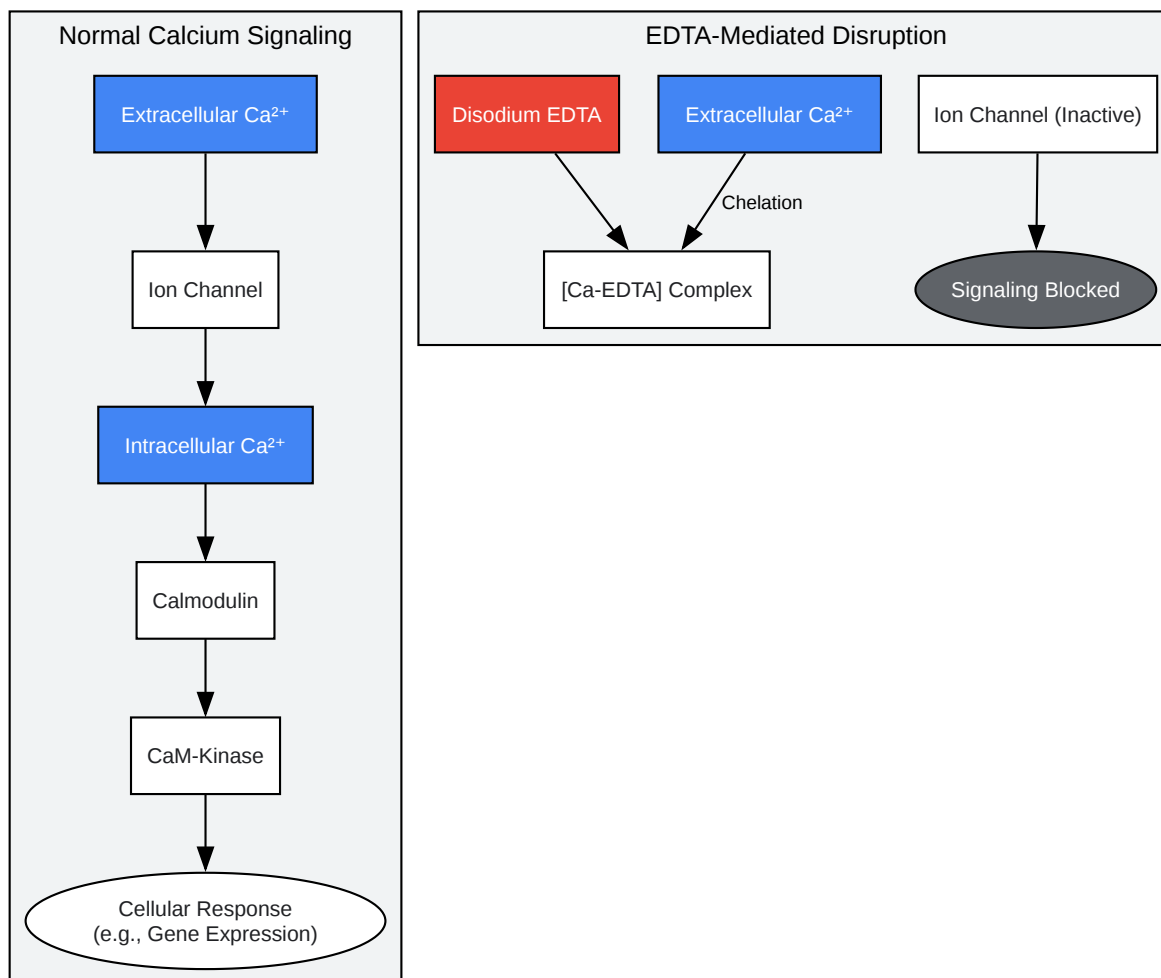 Normal Calcium Signaling
Extracellular Ca²⁺
Ion Channel
Intracellular Ca²⁺
Calmodulin
CaM-Kinase
Cellular Response
(e.g., Gene Expression)
EDTA-Mediated Disruption
Disodium EDTA
Extracellular Ca²⁺
Ion Channel (Inactive)
Chelation
[Ca-EDTA] Complex
Signaling Blocked